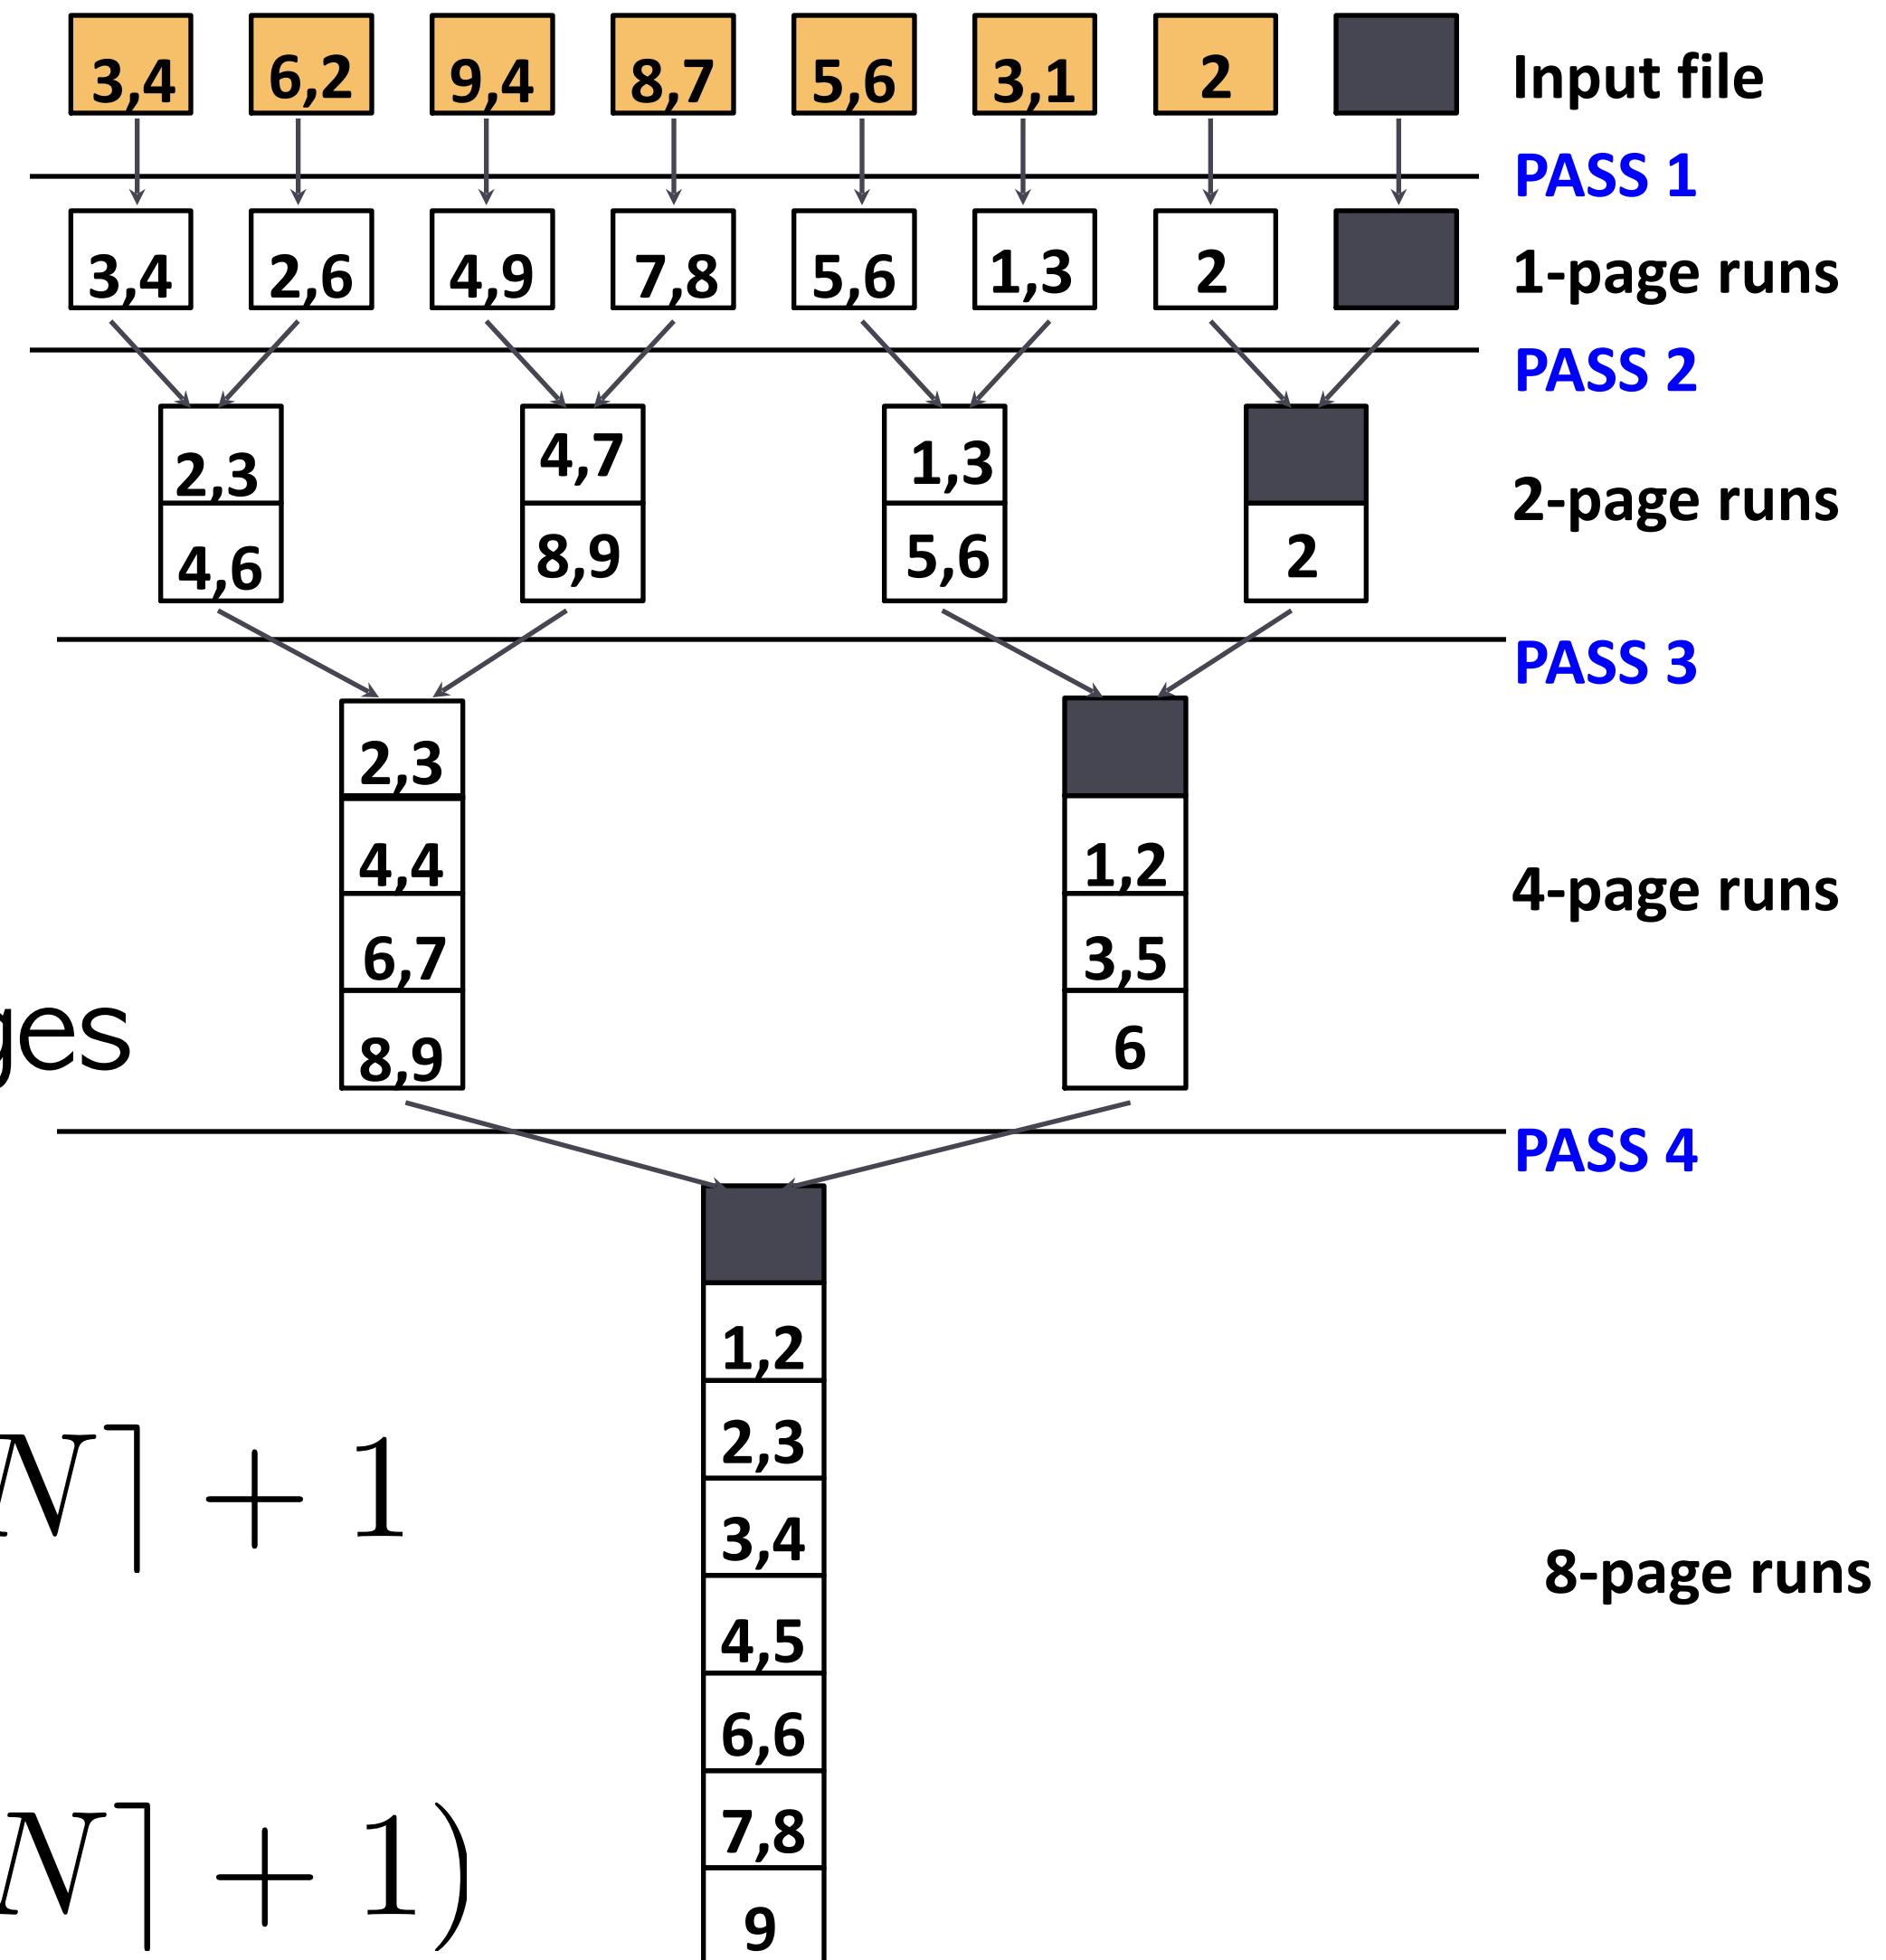 3,4 6,2 9,4 8,7 5,6 3,1 2 Input file
PASS 1
3,4 2,6 4,9 7,8 5,6 1,3 2 1-page runs
PASS 2
2,3 4,7 1,3
4,6 8,9 5,6 2
2-page runs
PASS 3
2,3
4,4 1,2
6,7 3,5
8,9 6
4-page runs
ges
PASS 4
1,2
2,3
3,4
4,5
6,6
7,8
9
8-page runs
N⌉ + 1
N⌉ + 1)